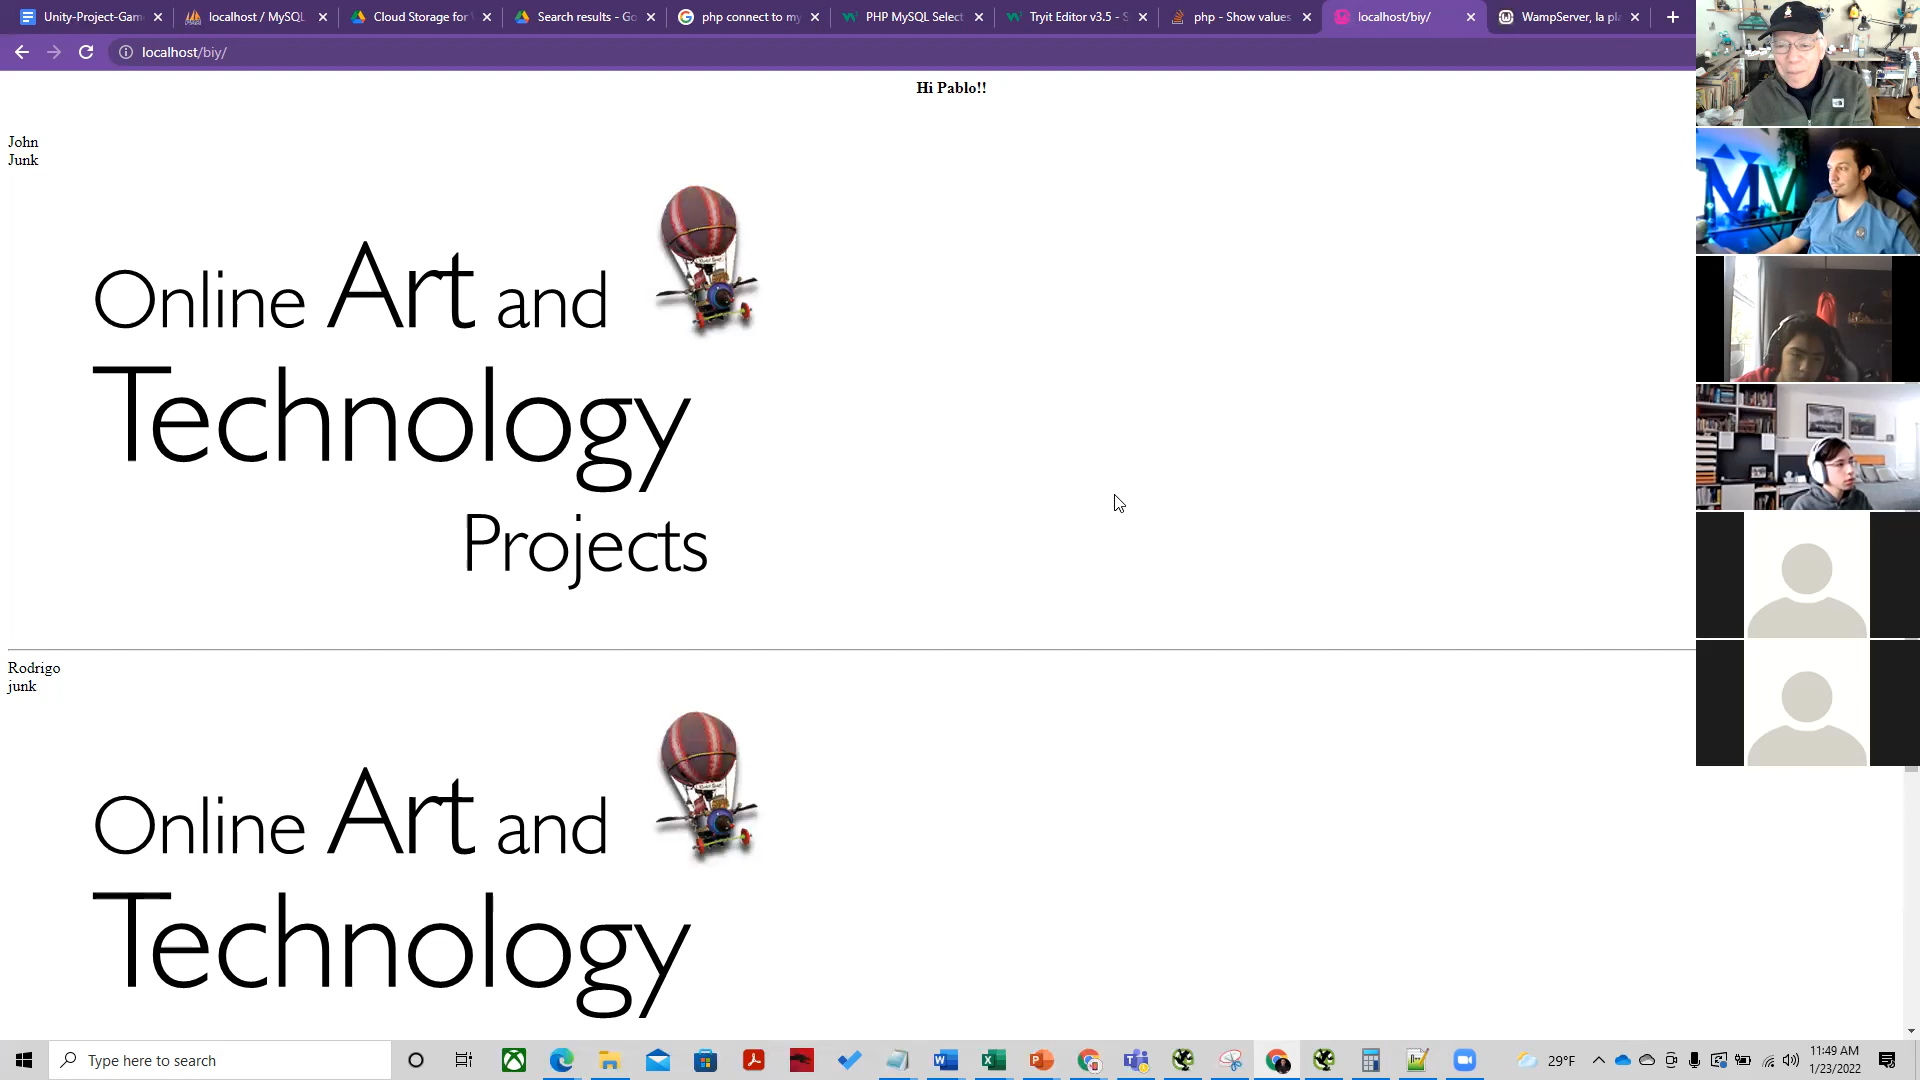 Unity-Project-Gam
localhost / MySQL
Cloud Storage for
Search results - Go
php connect to my
PHP MySQL Select
Tryit Editor v3.5 - S
php - Show values
localhost/biy/
WampServer, la pl
localhost/biy/
Hi Pablo!!
John
Junk
Online Art and
Technology
Projects
Rodrigo
junk
Online Art and
Technology
Type here to search
29°F
11:49 AM
1/23/2022